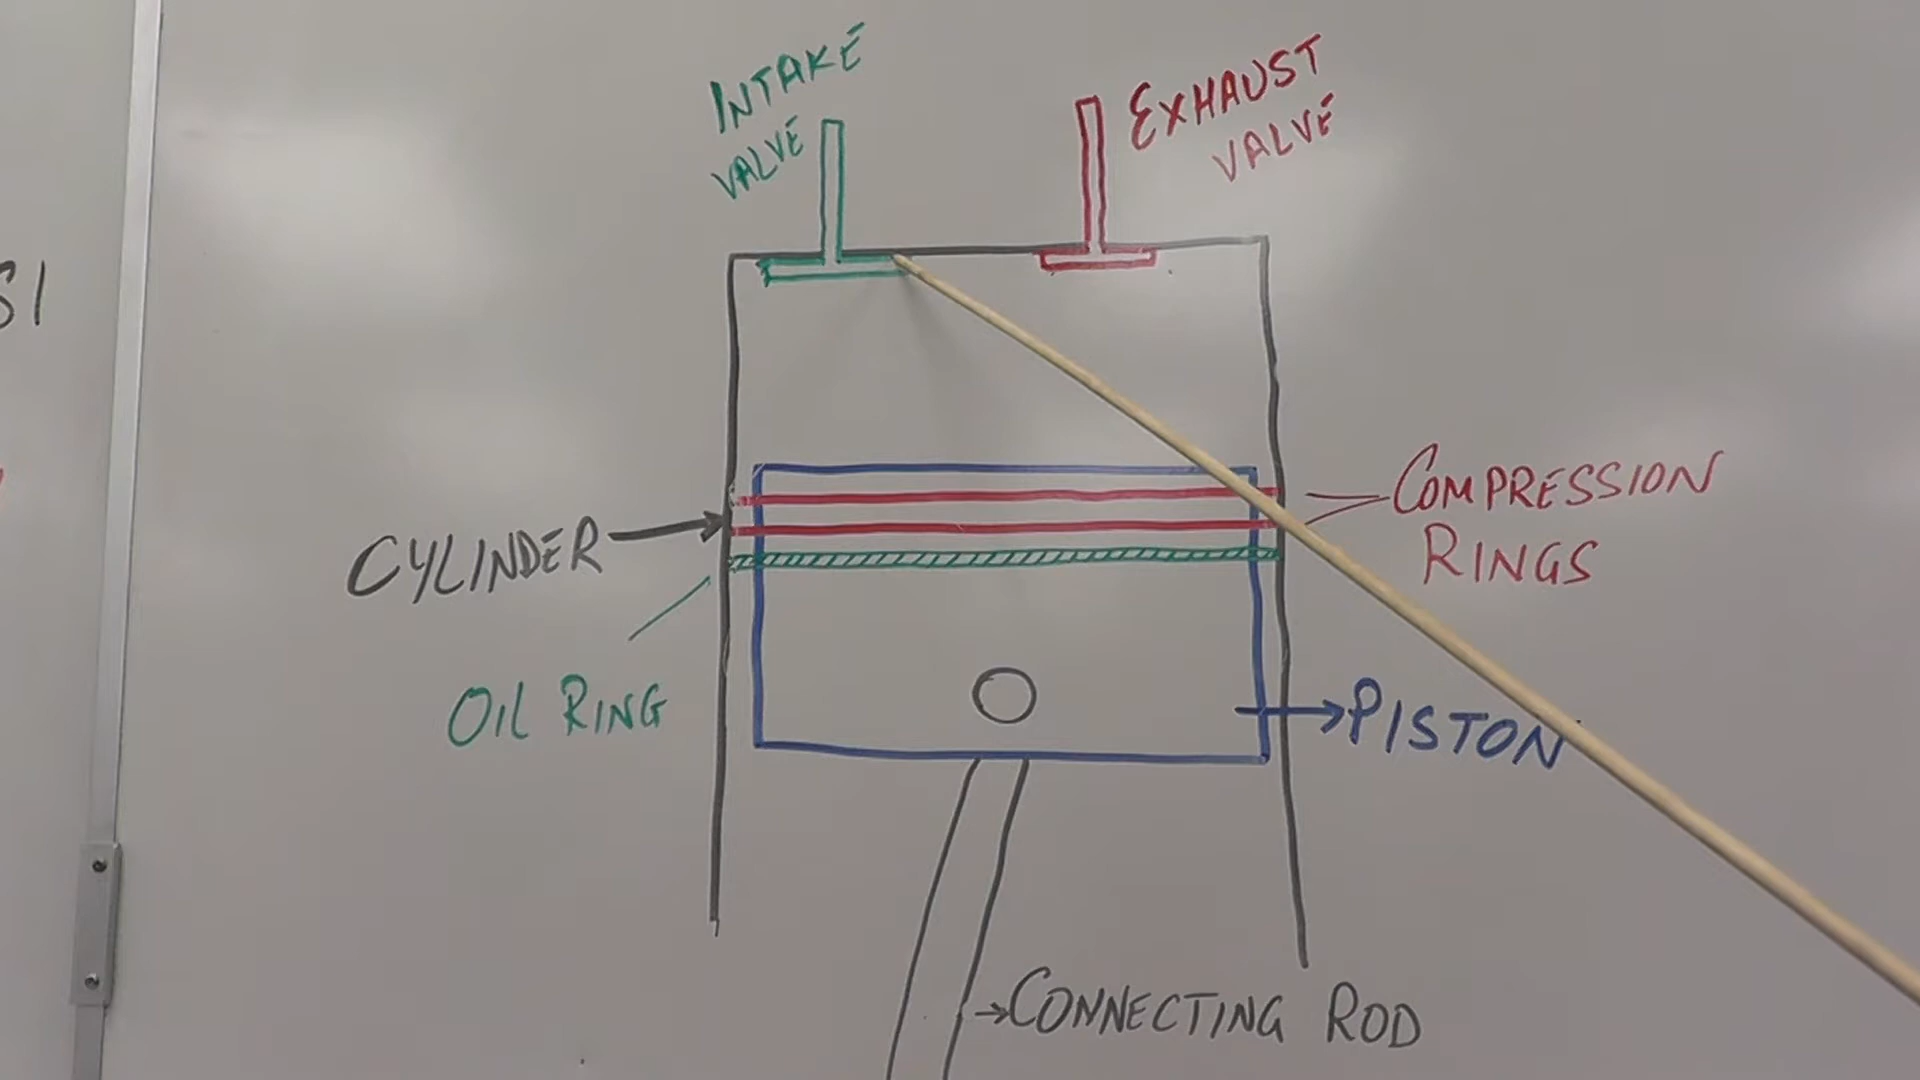 INTAKE
VALVE
EXHAUST
VALVE
CYLINDER
COMPRESSION
RINGS
OIL RING
PISTON
CONNECTING ROD